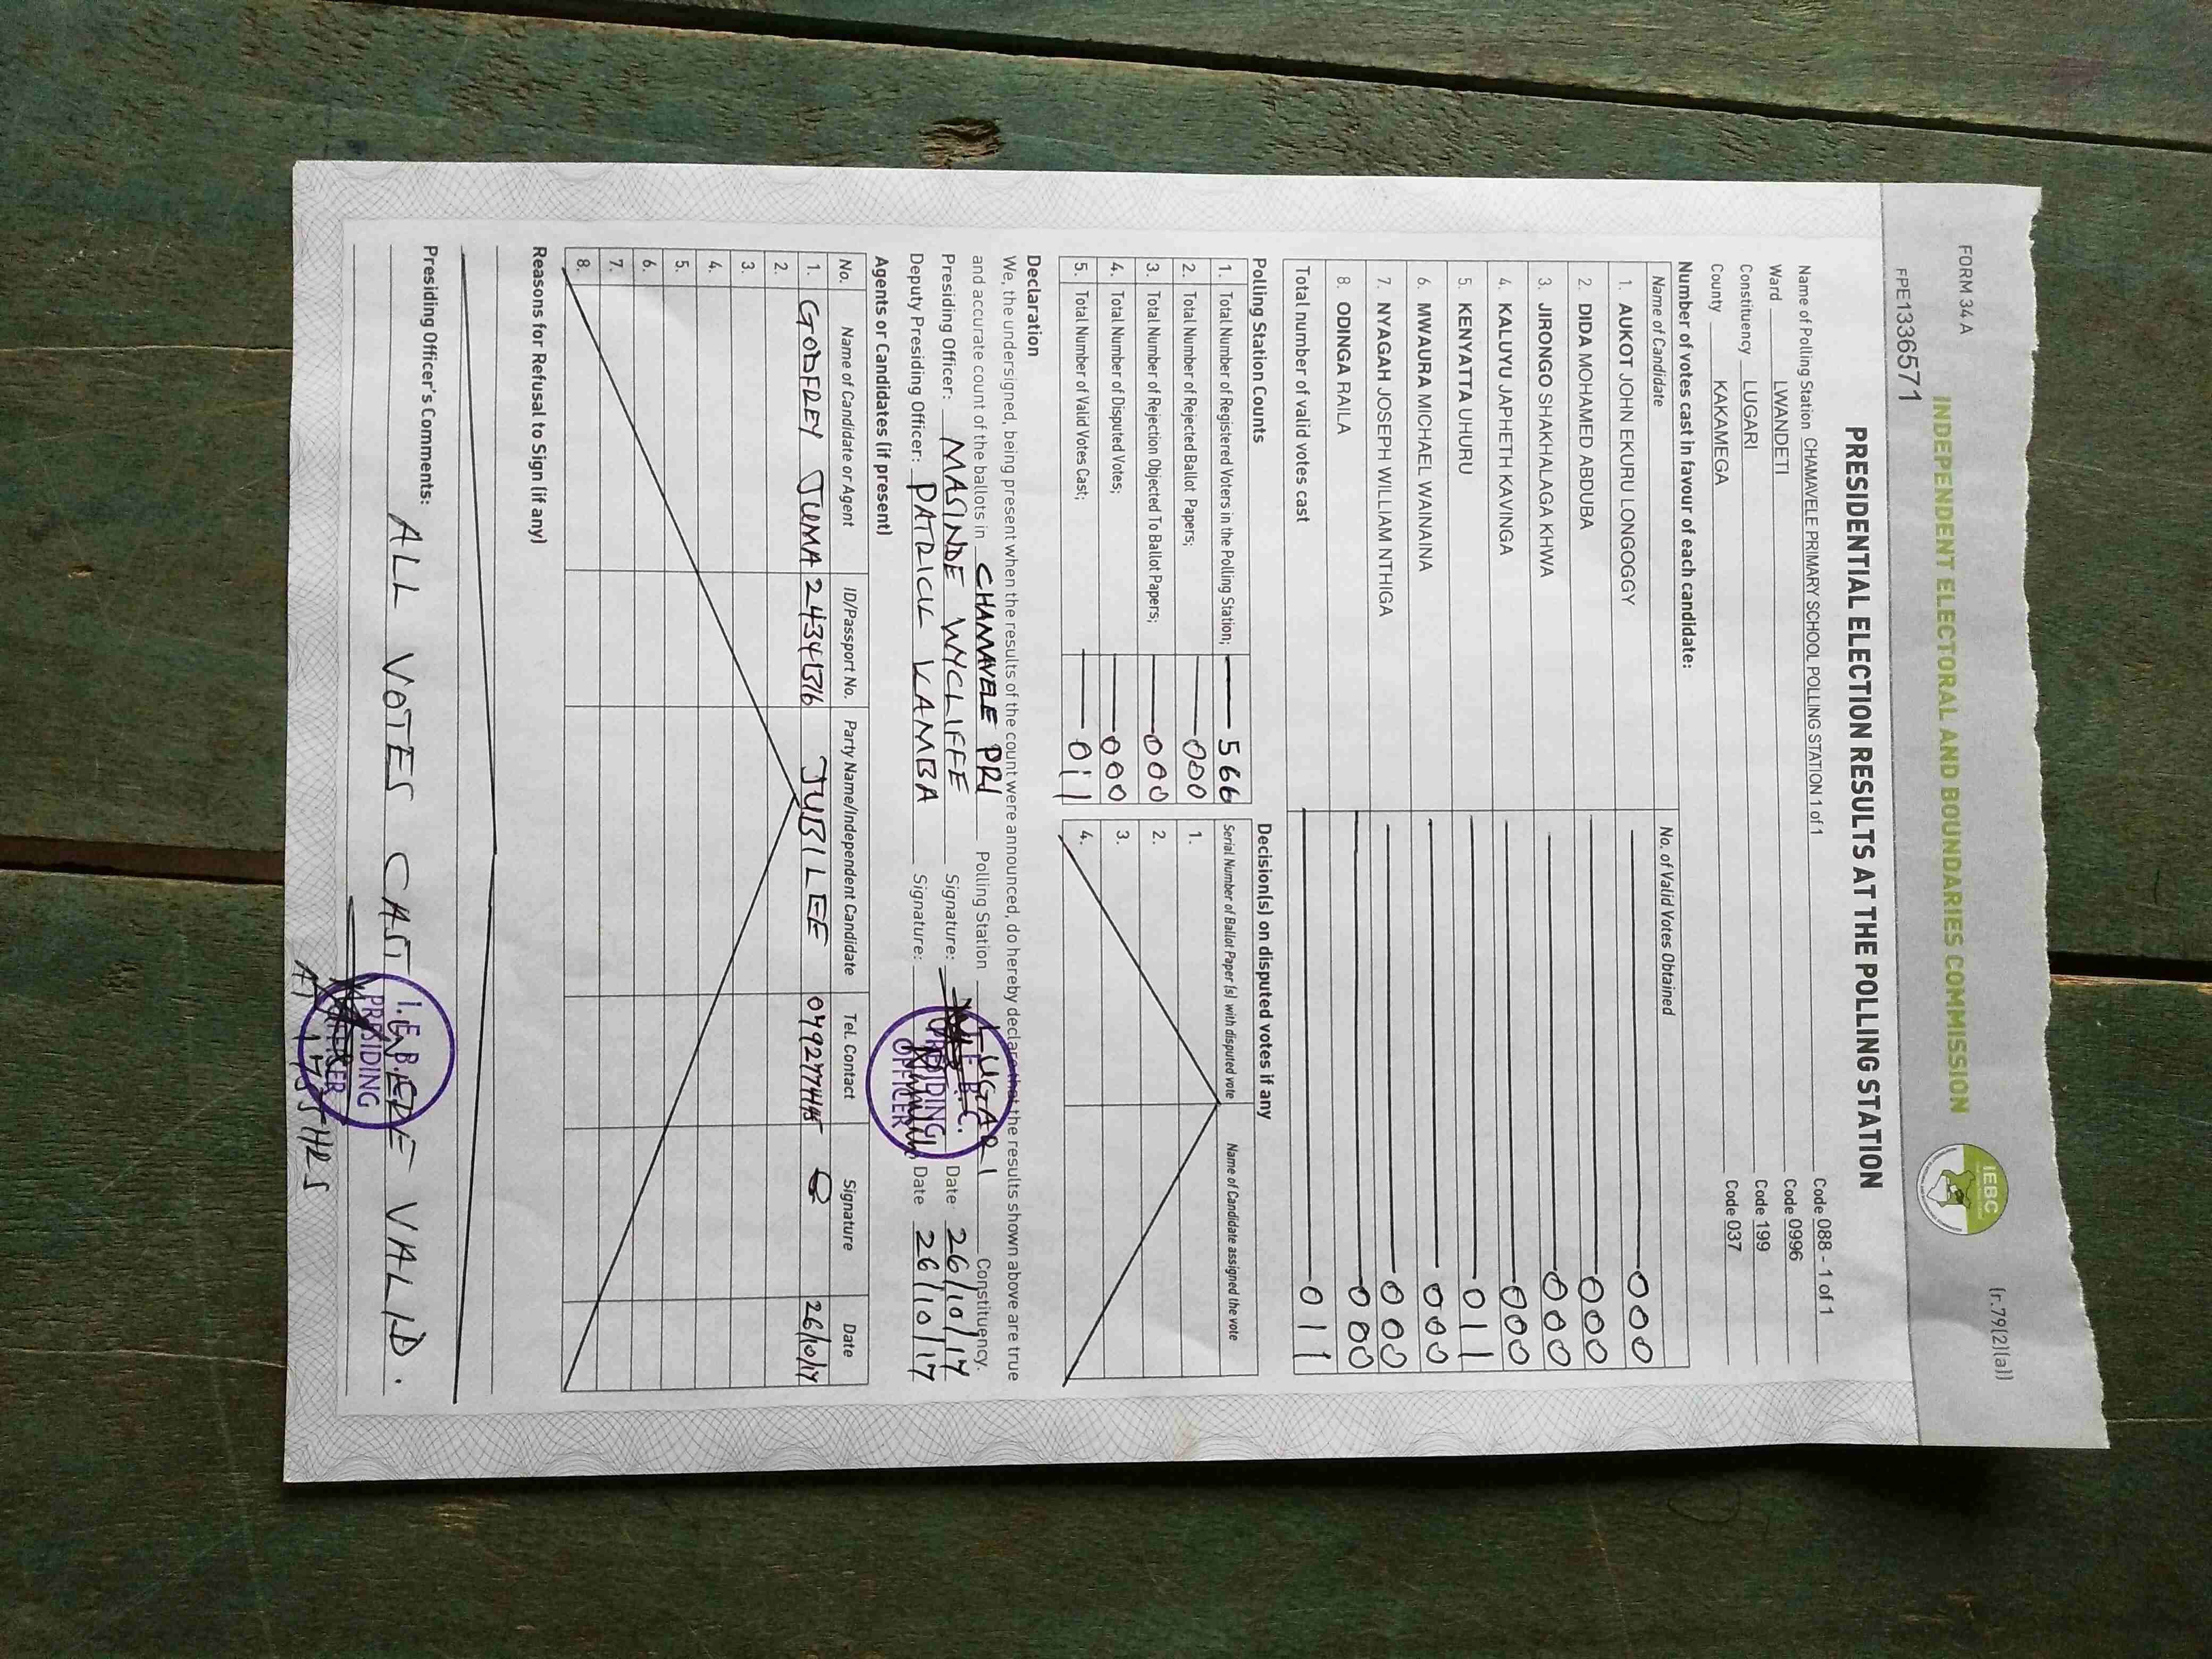 FORM 34 A
(r.79(2)(a))
INDEPENDENT ELECTORAL AND BOUNDARIES COMMISSION
IEBC
FPE1336571
PRESIDENTIAL ELECTION RESULTS AT THE POLLING STATION
Name of Polling Station CHAMAVELE PRIMARY SCHOOL POLLING STATION 1 of 1 Code 088 - 1 of 1
Ward LWANDETI Code 0996
Constituency LUGARI Code 199
County KAKAMEGA Code 037
Number of votes cast in favour of each candidate:
Name of Candidate No. of Valid Votes Obtained
1. AUKOT JOHN EKURU LONGOGGY 000
2. DIDA MOHAMED ABDUBA 000
3. JIRONGO SHAKHALAGA KHWA 000
4. KALUYU JAPHETH KAVINGA 000
5. KENYATTA UHURU 011
6. MWAURA MICHAEL WAINAINA 000
7. NYAGAH JOSEPH WILLIAM NTHIGA 000
8. ODINGA RAILA 000
Total number of valid votes cast 011
Polling Station Counts Decision(s) on disputed votes if any
1. Total Number of Registered Voters in the Polling Station; 566 Serial Number of Ballot Paper (s) with disputed vote Name of Candidate assigned the vote
2. Total Number of Rejected Ballot Papers; 000 1.
3. Total Number of Rejection Objected To Ballot Papers; 000 2.
4. Total Number of Disputed Votes; 000 3.
5. Total Number of Valid Votes Cast; 011 4.
Declaration
We, the undersigned, being present when the results of the count were announced, do hereby declare that the results shown above are true
and accurate count of the ballots in CHAMAVELE PRI Polling Station LUGARI Constituency.
Presiding Officer: MASINDE WYCLIFFE Signature: Date 26/10/17
Deputy Presiding Officer: PATRICK KAMBA Signature: Date 26/10/17
PRESIDING
OFFICER
Agents or Candidates (if present)
No. Name of Candidate or Agent ID/Passport No. Party Name/Independent Candidate Tel. Contact Signature Date
1. GODFREY JUMA JUBILEE 26/10/17
2.
3.
4.
5.
6.
7.
8.
Reasons for Refusal to Sign (if any)
Presiding Officer's Comments:
ALL VOTES CAST WERE VALID.
I.E.B.C.
PRESIDING
OFFICER
AT 1735 HRS